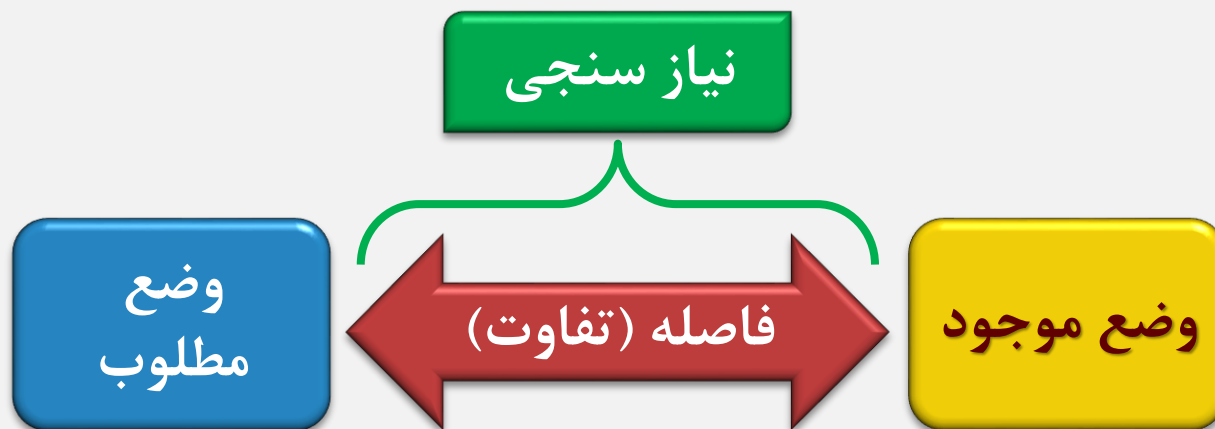 نیاز سنجی
وضع موجود
فاصله (تفاوت)
وضع
مطلوب